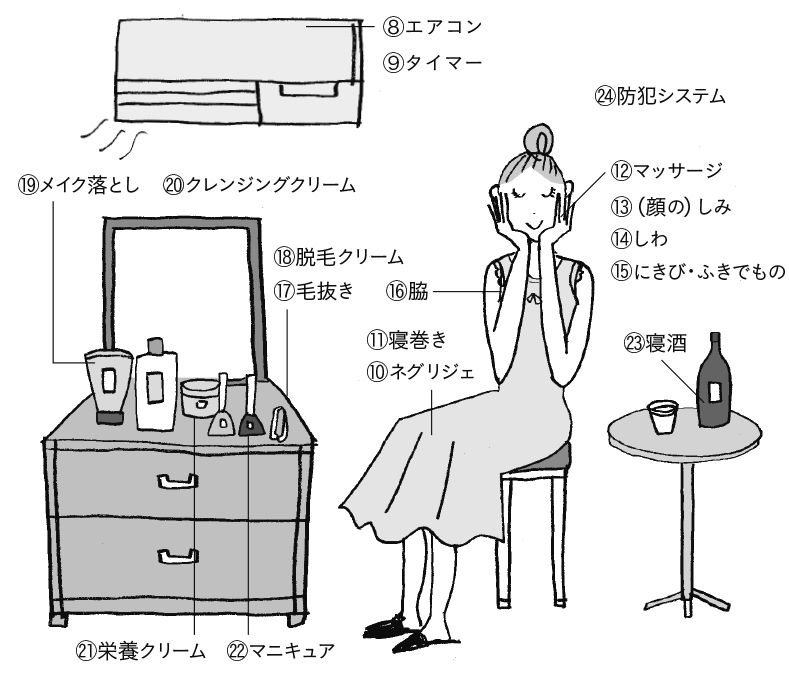 ⑧エアコン
⑨タイマー
㉔防犯システム
⑫マッサージ
⑬(顔の)しみ
⑭しわ
⑮にきび・ふきでもの
⑲メイク落とし
⑳クレンジングクリーム
⑱脱毛クリーム
⑰毛抜き
⑯脇
⑪寝巻き
⑩ネグリジェ
㉓寝酒
㉑栄養クリーム
㉒マニキュア